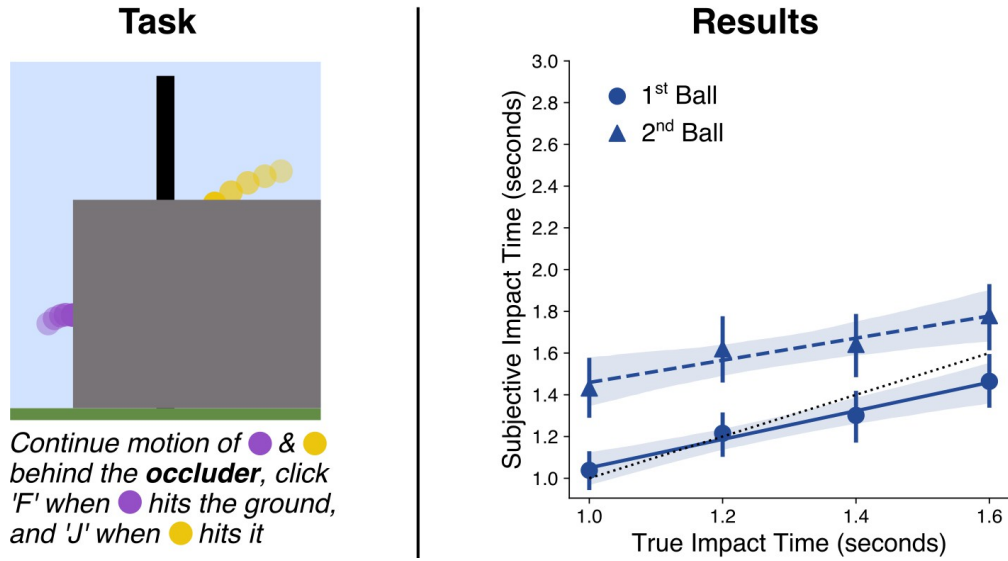 Task
Continue motion of & 
behind the occluder, click
'F' when hits the ground,
and 'J' when hits it
Results
Subjective Impact Time (seconds)
3.0
2.8
2.6
2.4
2.2
2.0
1.8
1.6
1.4
1.2
1.0
1st Ball
2nd Ball
1.0
1.2
1.4
1.6
True Impact Time (seconds)